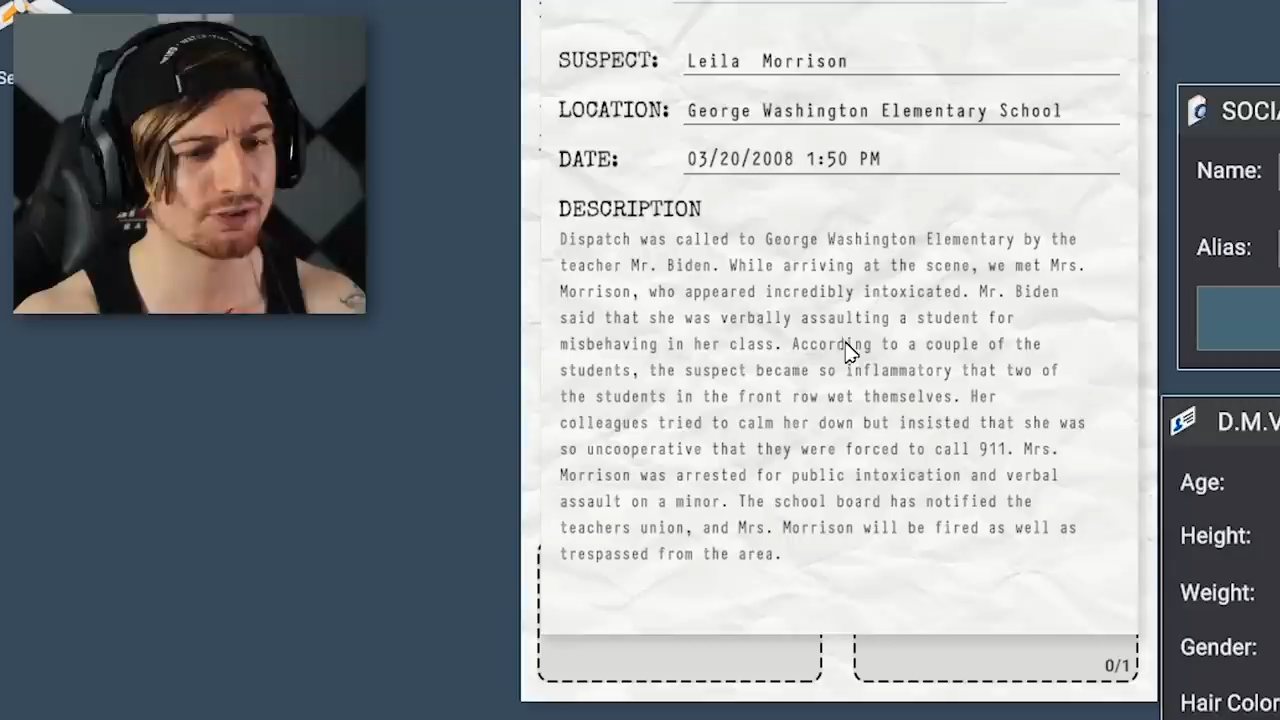 Se
SUSPECT: Leila Morrison
LOCATION: George Washington Elementary School
DATE: 03/20/2008 1:50 PM
DESCRIPTION
Dispatch was called to George Washington Elementary by the
teacher Mr. Biden. While arriving at the scene, we met Mrs.
Morrison, who appeared incredibly intoxicated. Mr. Biden
said that she was verbally assaulting a student for
misbehaving in her class. According to a couple of the
students, the suspect became so inflammatory that two of
the students in the front row wet themselves. Her
colleagues tried to calm her down but insisted that she was
so uncooperative that they were forced to call 911. Mrs.
Morrison was arrested for public intoxication and verbal
assault on a minor. The school board has notified the
teachers union, and Mrs. Morrison will be fired as well as
trespassed from the area.
0/1
SOCIA
Name:
Alias:
D.M.V
Age:
Height:
Weight:
Gender:
Hair Color